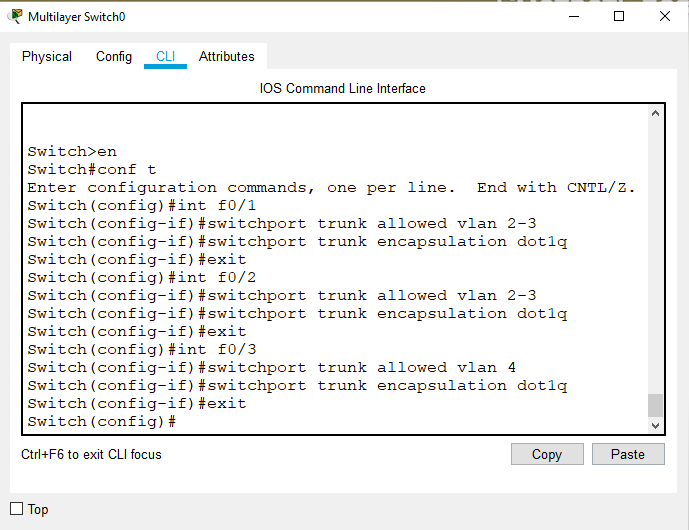 Multilayer Switch0
Physical Config CLI Attributes
IOS Command Line Interface
Switch>en
Switch#conf t
Enter configuration commands, one per line.  End with CNTL/Z.
Switch(config)#int f0/1
Switch(config-if)#switchport trunk allowed vlan 2-3
Switch(config-if)#switchport trunk encapsulation dot1q
Switch(config-if)#exit
Switch(config)#int f0/2
Switch(config-if)#switchport trunk allowed vlan 2-3
Switch(config-if)#switchport trunk encapsulation dot1q
Switch(config-if)#exit
Switch(config)#int f0/3
Switch(config-if)#switchport trunk allowed vlan 4
Switch(config-if)#switchport trunk encapsulation dot1q
Switch(config-if)#exit
Switch(config)#
Ctrl+F6 to exit CLI focus
Copy Paste
Top